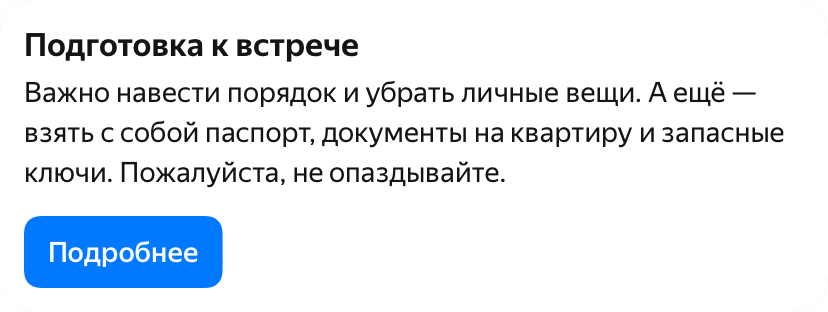 Подготовка к встрече
Важно навести порядок и убрать личные вещи. А ещё —
взять с собой паспорт, документы на квартиру и запасные
ключи. Пожалуйста, не опаздывайте.
Подробнее